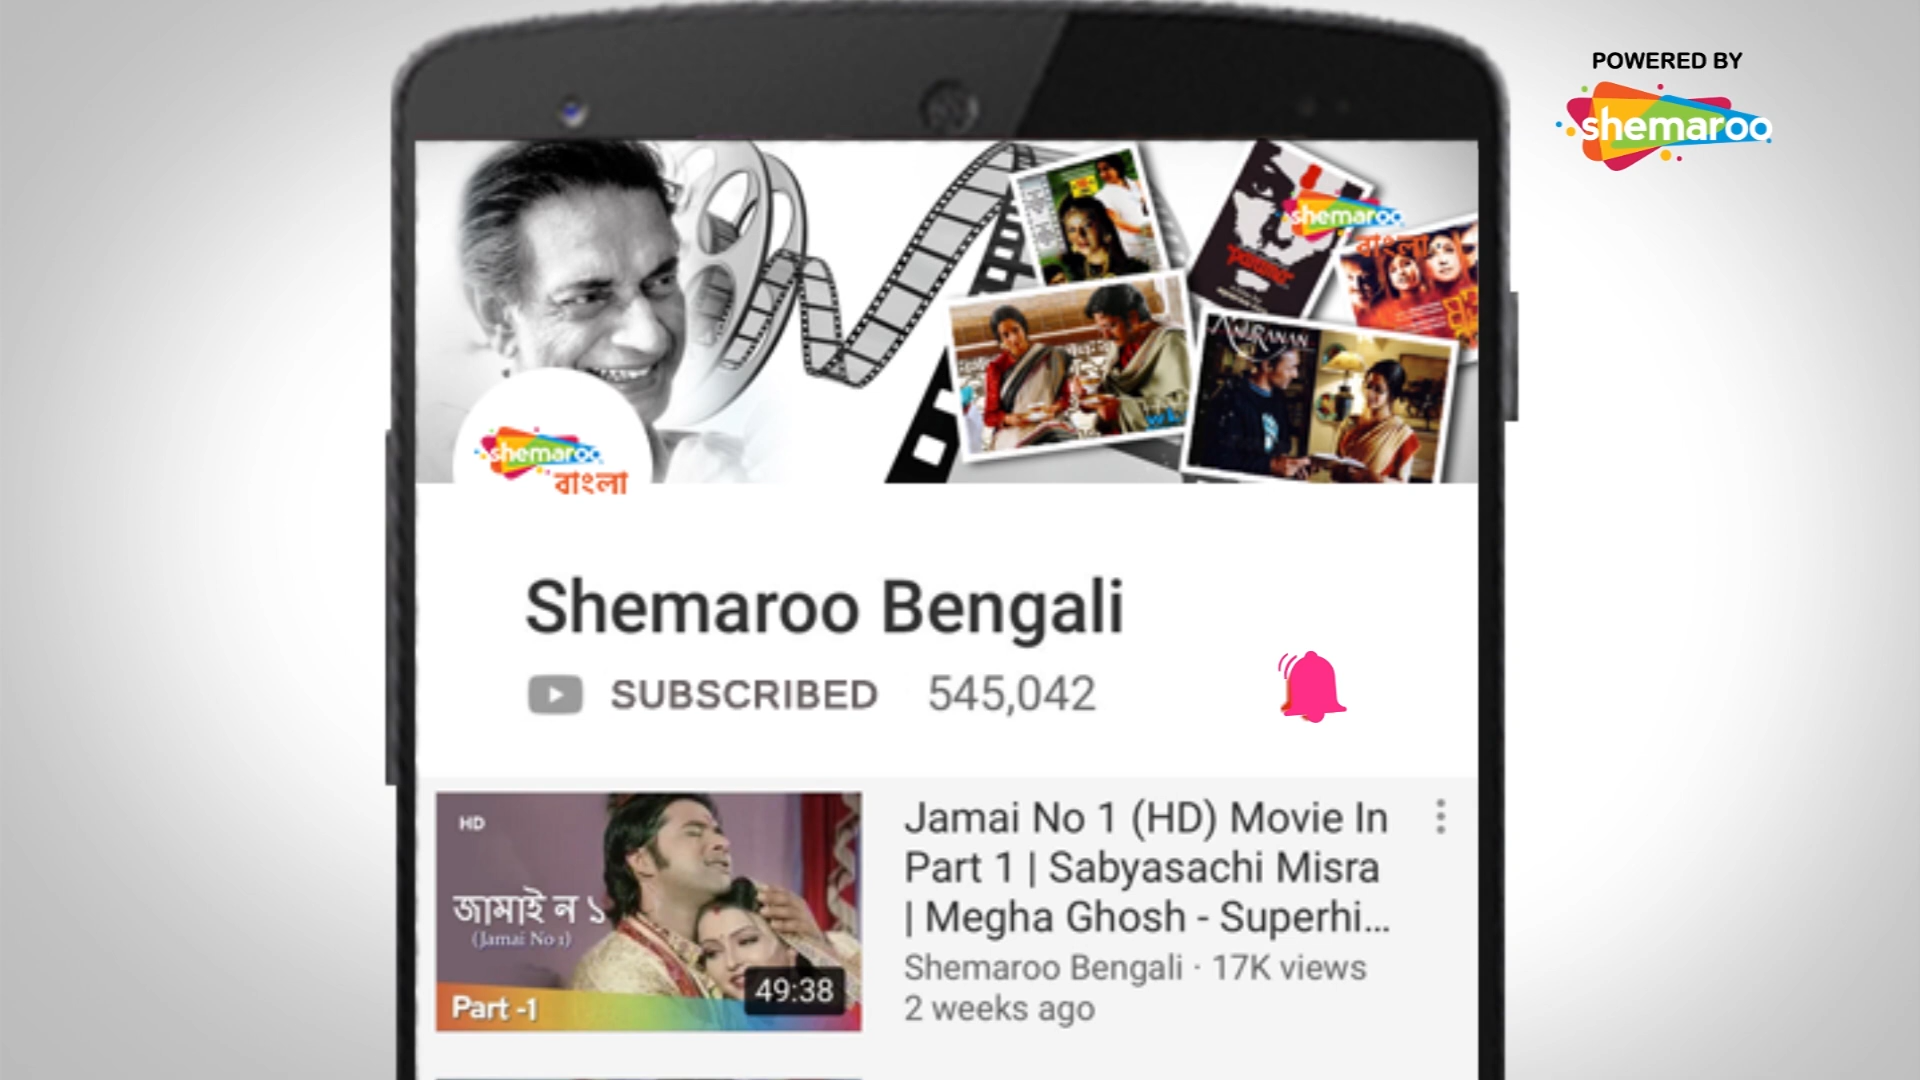 POWERED BY
shemaroo
shemaroo
বাংলা
ANURANAN
shemaroo
বাংলা
Shemaroo Bengali
SUBSCRIBED 545,042
HD
জামাই ন ১
(Jamai No 1)
Part -1
49:38
Jamai No 1 (HD) Movie In
Part 1 | Sabyasachi Misra
| Megha Ghosh - Superhi...
Shemaroo Bengali · 17K views
2 weeks ago